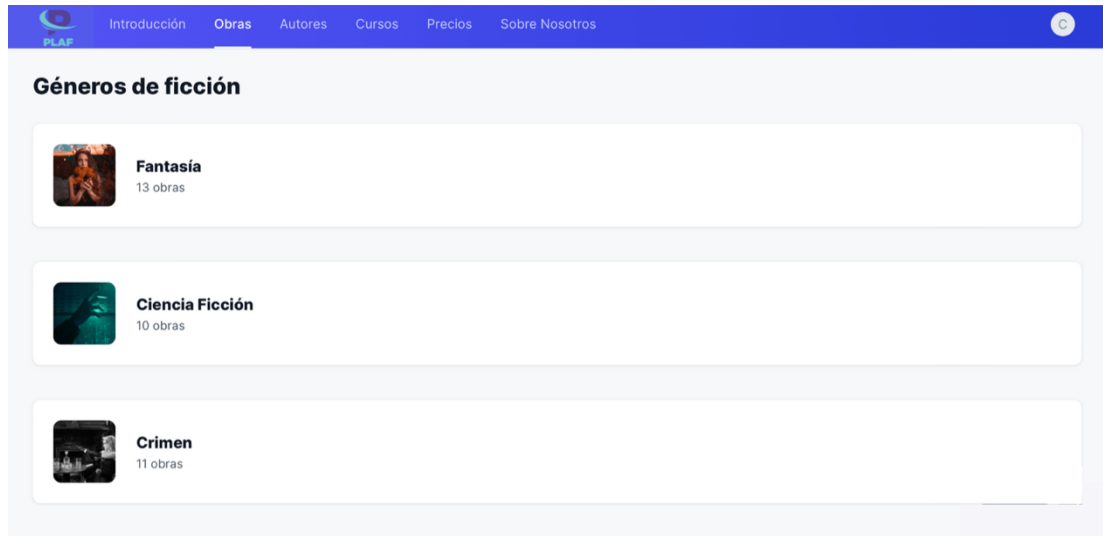 PLAF
Introducción Obras Autores Cursos Precios Sobre Nosotros C
Géneros de ficción
Fantasía
13 obras
Ciencia Ficción
10 obras
Crimen
11 obras